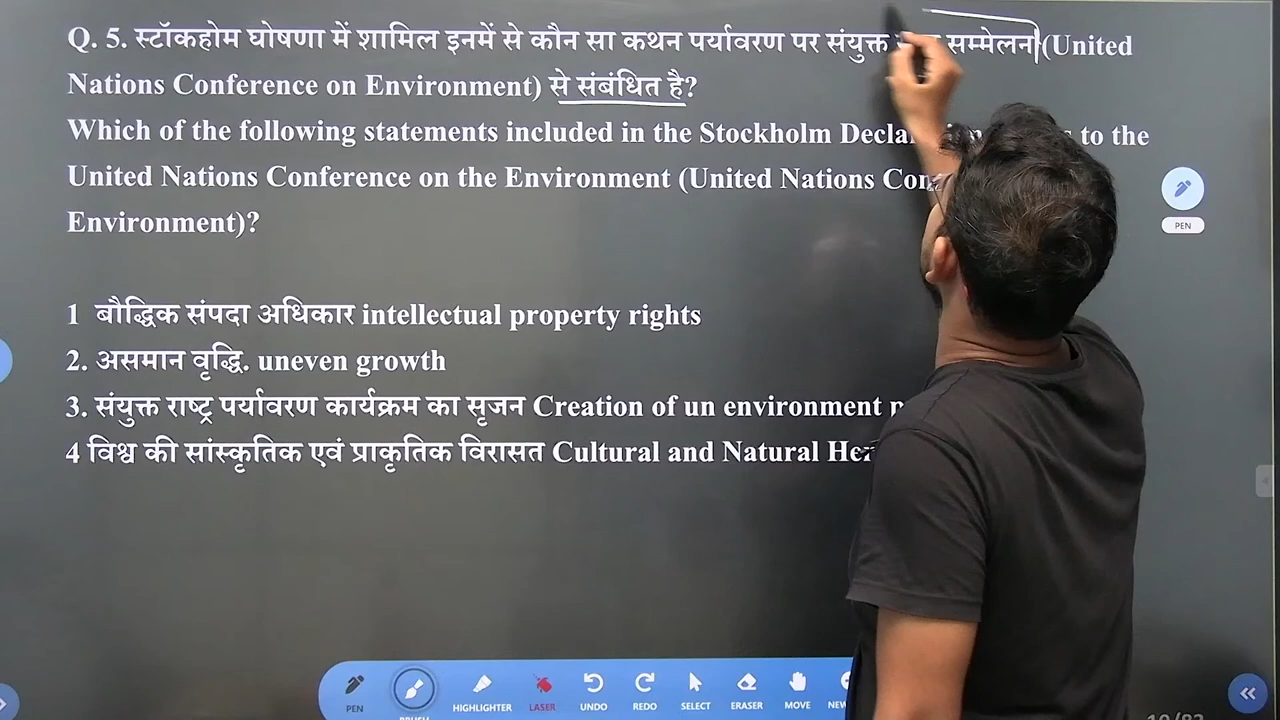 Q. 5. स्टॉकहोम घोषणा में शामिल इनमें से कौन सा कथन पर्यावरण पर संयुक्त सम्मेलन (United
Nations Conference on Environment) से संबंधित है?
Which of the following statements included in the Stockholm to the
United Nations Conference on the Environment (United Nations
Environment)?
1 बौद्धिक संपदा अधिकार intellectual property rights
2. असमान वृद्धि. uneven growth
3. संयुक्त राष्ट्र पर्यावरण कार्यक्रम का सृजन Creation of un environment
4 विश्व की सांस्कृतिक एवं प्राकृतिक विरासत Cultural and Natural
PEN
PEN
HIGHLIGHTER
LASER
UNDO
REDO
SELECT
ERASER
MOVE